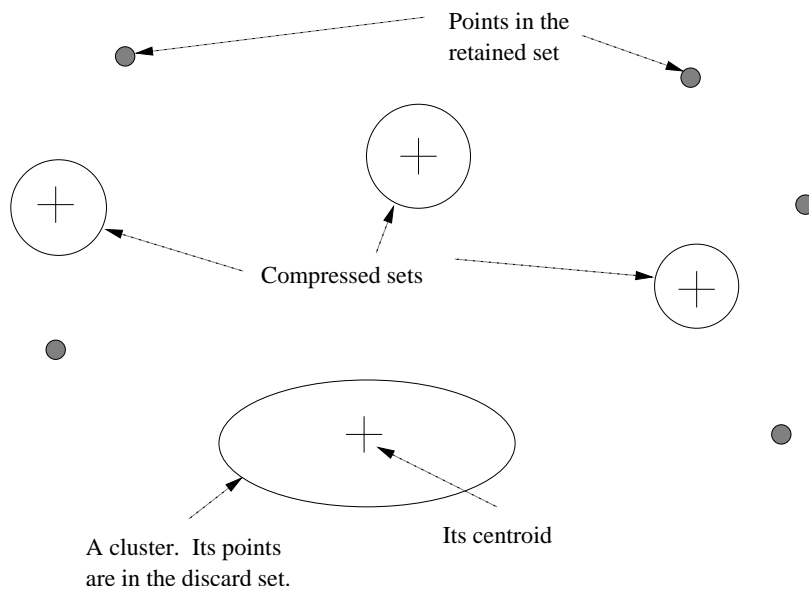 Points in the
retained set
Compressed sets
Its centroid
A cluster.  Its points
are in the discard set.